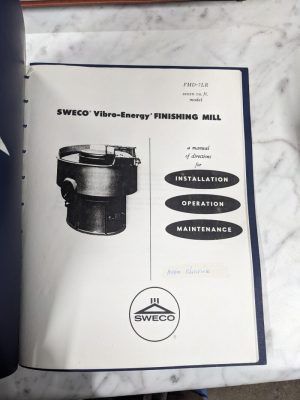 FMD-7LR
seven cu. ft.
model
SWECO® Vibro-Energy® FINISHING MILL
a manual
of directions
for
INSTALLATION
OPERATION
MAINTENANCE
SWECO